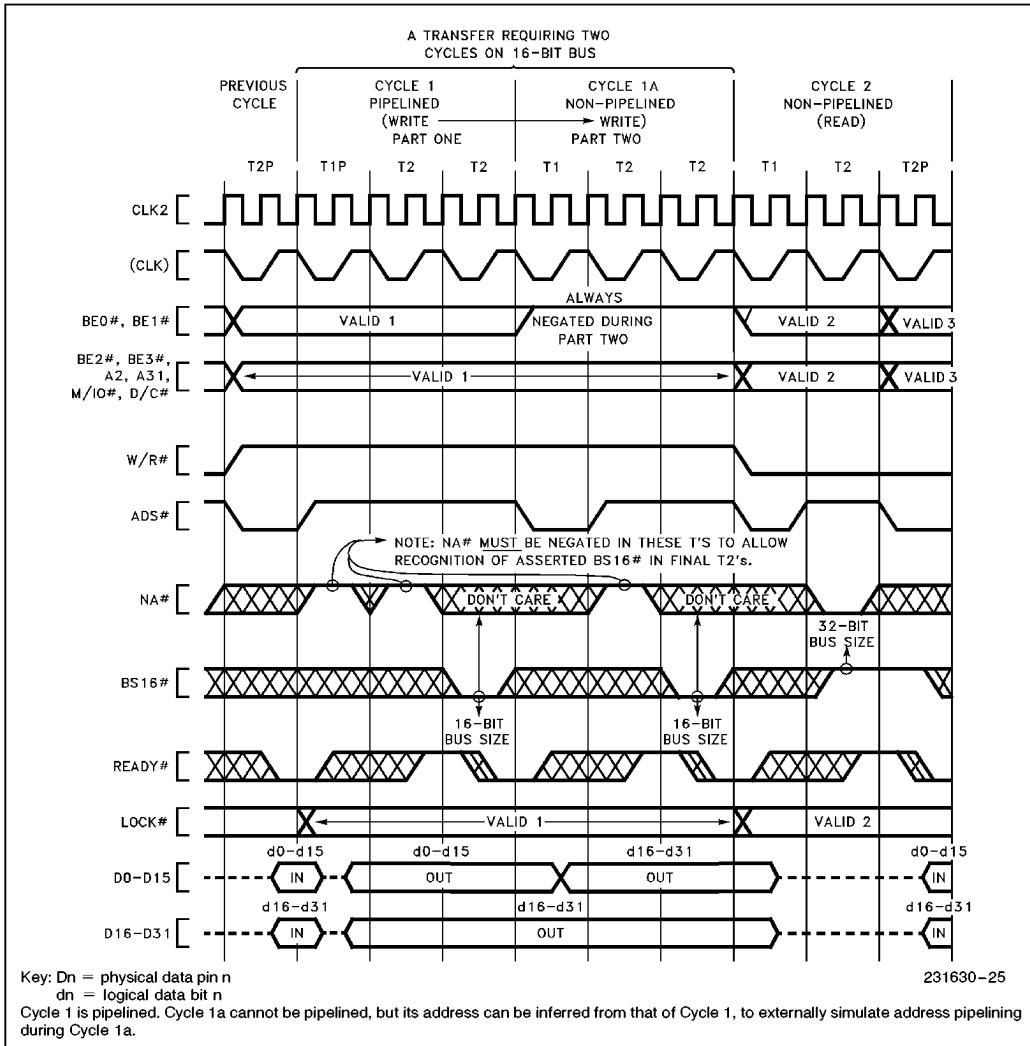 A TRANSFER REQUIRING TWO
CYCLES ON 16-BIT BUS
PREVIOUS
CYCLE
CYCLE 1
PIPELINED
(WRITE
PART ONE
CYCLE 1A
NON-PIPELINED
WRITE)
PART TWO
CYCLE 2
NON-PIPELINED
(READ)
T2P T1P T2 T2 T1 T2 T2 T1 T2 T2P
CLK2
(CLK)
BE0#, BE1#
VALID 1
ALWAYS
NEGATED DURING
PART TWO
VALID 2
VALID 3
BE2#, BE3#,
A2, A31,
M/IO#, D/C#
VALID 1
VALID 2
VALID 3
W/R#
ADS#
NOTE: NA# MUST BE NEGATED IN THESE T'S TO ALLOW
RECOGNITION OF ASSERTED BS16# IN FINAL T2's.
NA#
DON'T CARE
DON'T CARE
32-BIT
BUS SIZE
BS16#
16-BIT
BUS SIZE
16-BIT
BUS SIZE
READY#
LOCK#
VALID 1
VALID 2
d0-d15 d0-d15 d16-d31 d0-d15
D0-D15
IN OUT OUT IN
d16-d31 d16-d31 d16-d31
D16-D31
IN OUT IN
231630-25
Key: Dn = physical data pin n
dn = logical data bit n
Cycle 1 is pipelined. Cycle 1a cannot be pipelined, but its address can be inferred from that of Cycle 1, to externally simulate address pipelining
during Cycle 1a.